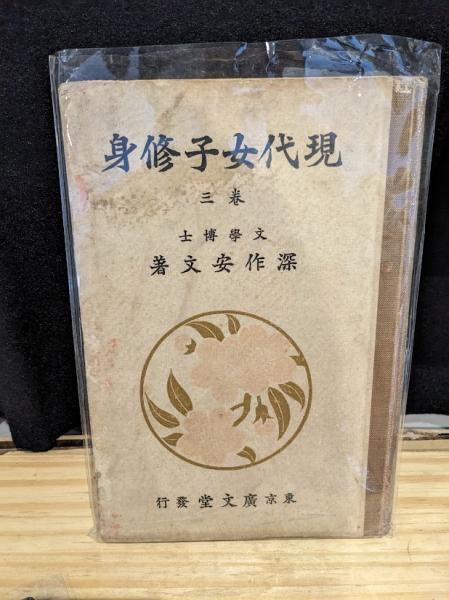 現代女子修身
卷三
文學博士
深作安文著
東京廣文堂發行